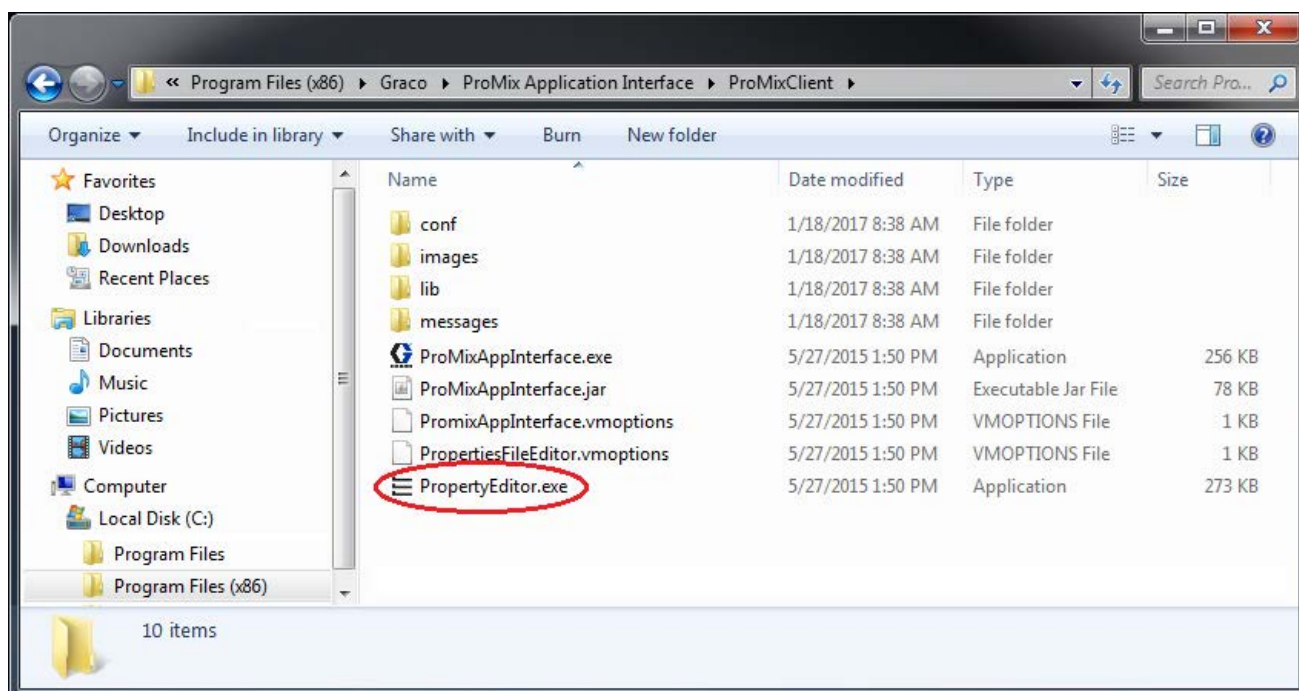 « Program Files (x86) ▸ Graco ▸ ProMix Application Interface ▸ ProMixClient ▸ Search Pro...
Organize Include in library Share with Burn New folder
Favorites
Desktop
Downloads
Recent Places
Libraries
Documents
Music
Pictures
Videos
Computer
Local Disk (C:)
Program Files
Program Files (x86)
Name Date modified Type Size
conf 1/18/2017 8:38 AM File folder
images 1/18/2017 8:38 AM File folder
lib 1/18/2017 8:38 AM File folder
messages 1/18/2017 8:38 AM File folder
ProMixAppInterface.exe 5/27/2015 1:50 PM Application 256 KB
ProMixAppInterface.jar 5/27/2015 1:50 PM Executable Jar File 78 KB
PromixAppInterface.vmoptions 5/27/2015 1:50 PM VMOPTIONS File 1 KB
PropertiesFileEditor.vmoptions 5/27/2015 1:50 PM VMOPTIONS File 1 KB
PropertyEditor.exe 5/27/2015 1:50 PM Application 273 KB
10 items